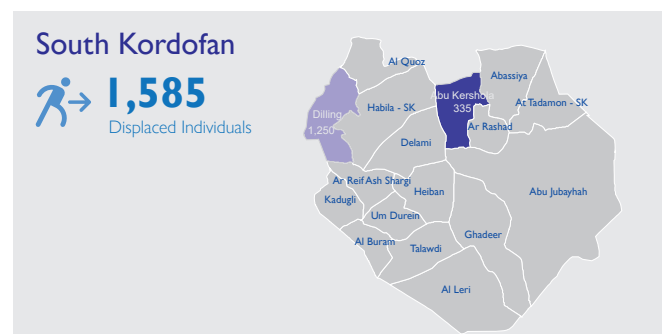 South Kordofan
1,585
Displaced Individuals
Al Quoz
Abassiya
Dilling
1,250
Habila - SK
Abu Kershola
335
At Tadamon - SK
Ar Rashad
Delami
Ar Reif Ash Shargi
Heiban
Abu Jubayhah
Kadugli
Um Durein
Ghadeer
Al Buram
Talawdi
Al Leri